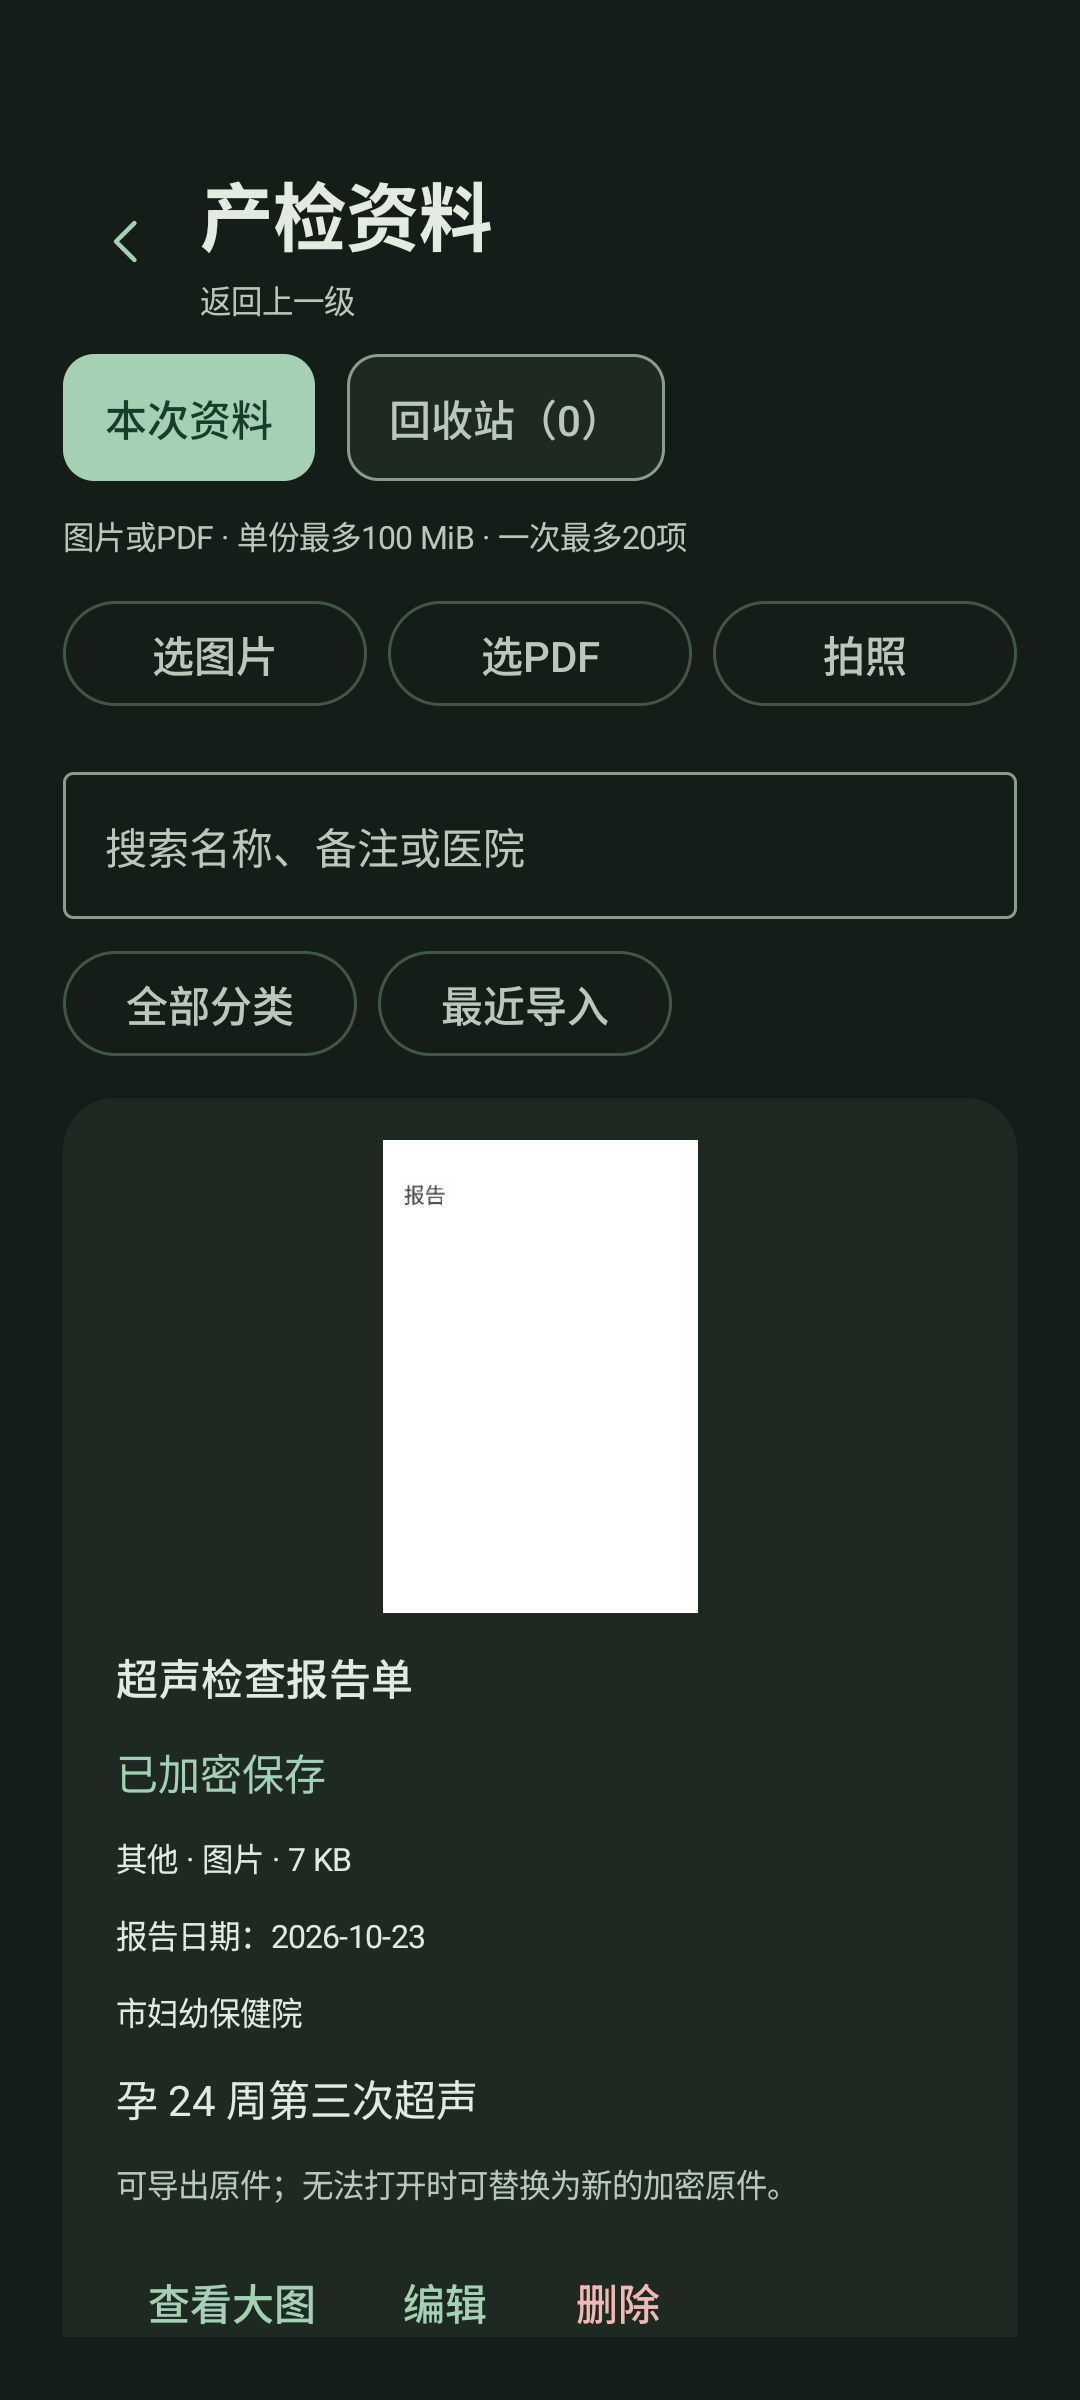 产检资料
返回上一级
本次资料
回收站（0）
图片或PDF · 单份最多100 MiB · 一次最多20项
选图片
选PDF
拍照
搜索名称、备注或医院
全部分类
最近导入
报告
超声检查报告单
已加密保存
其他 · 图片 · 7 KB
报告日期：2026-10-23
市妇幼保健院
孕 24 周第三次超声
可导出原件；无法打开时可替换为新的加密原件。
查看大图
编辑
删除